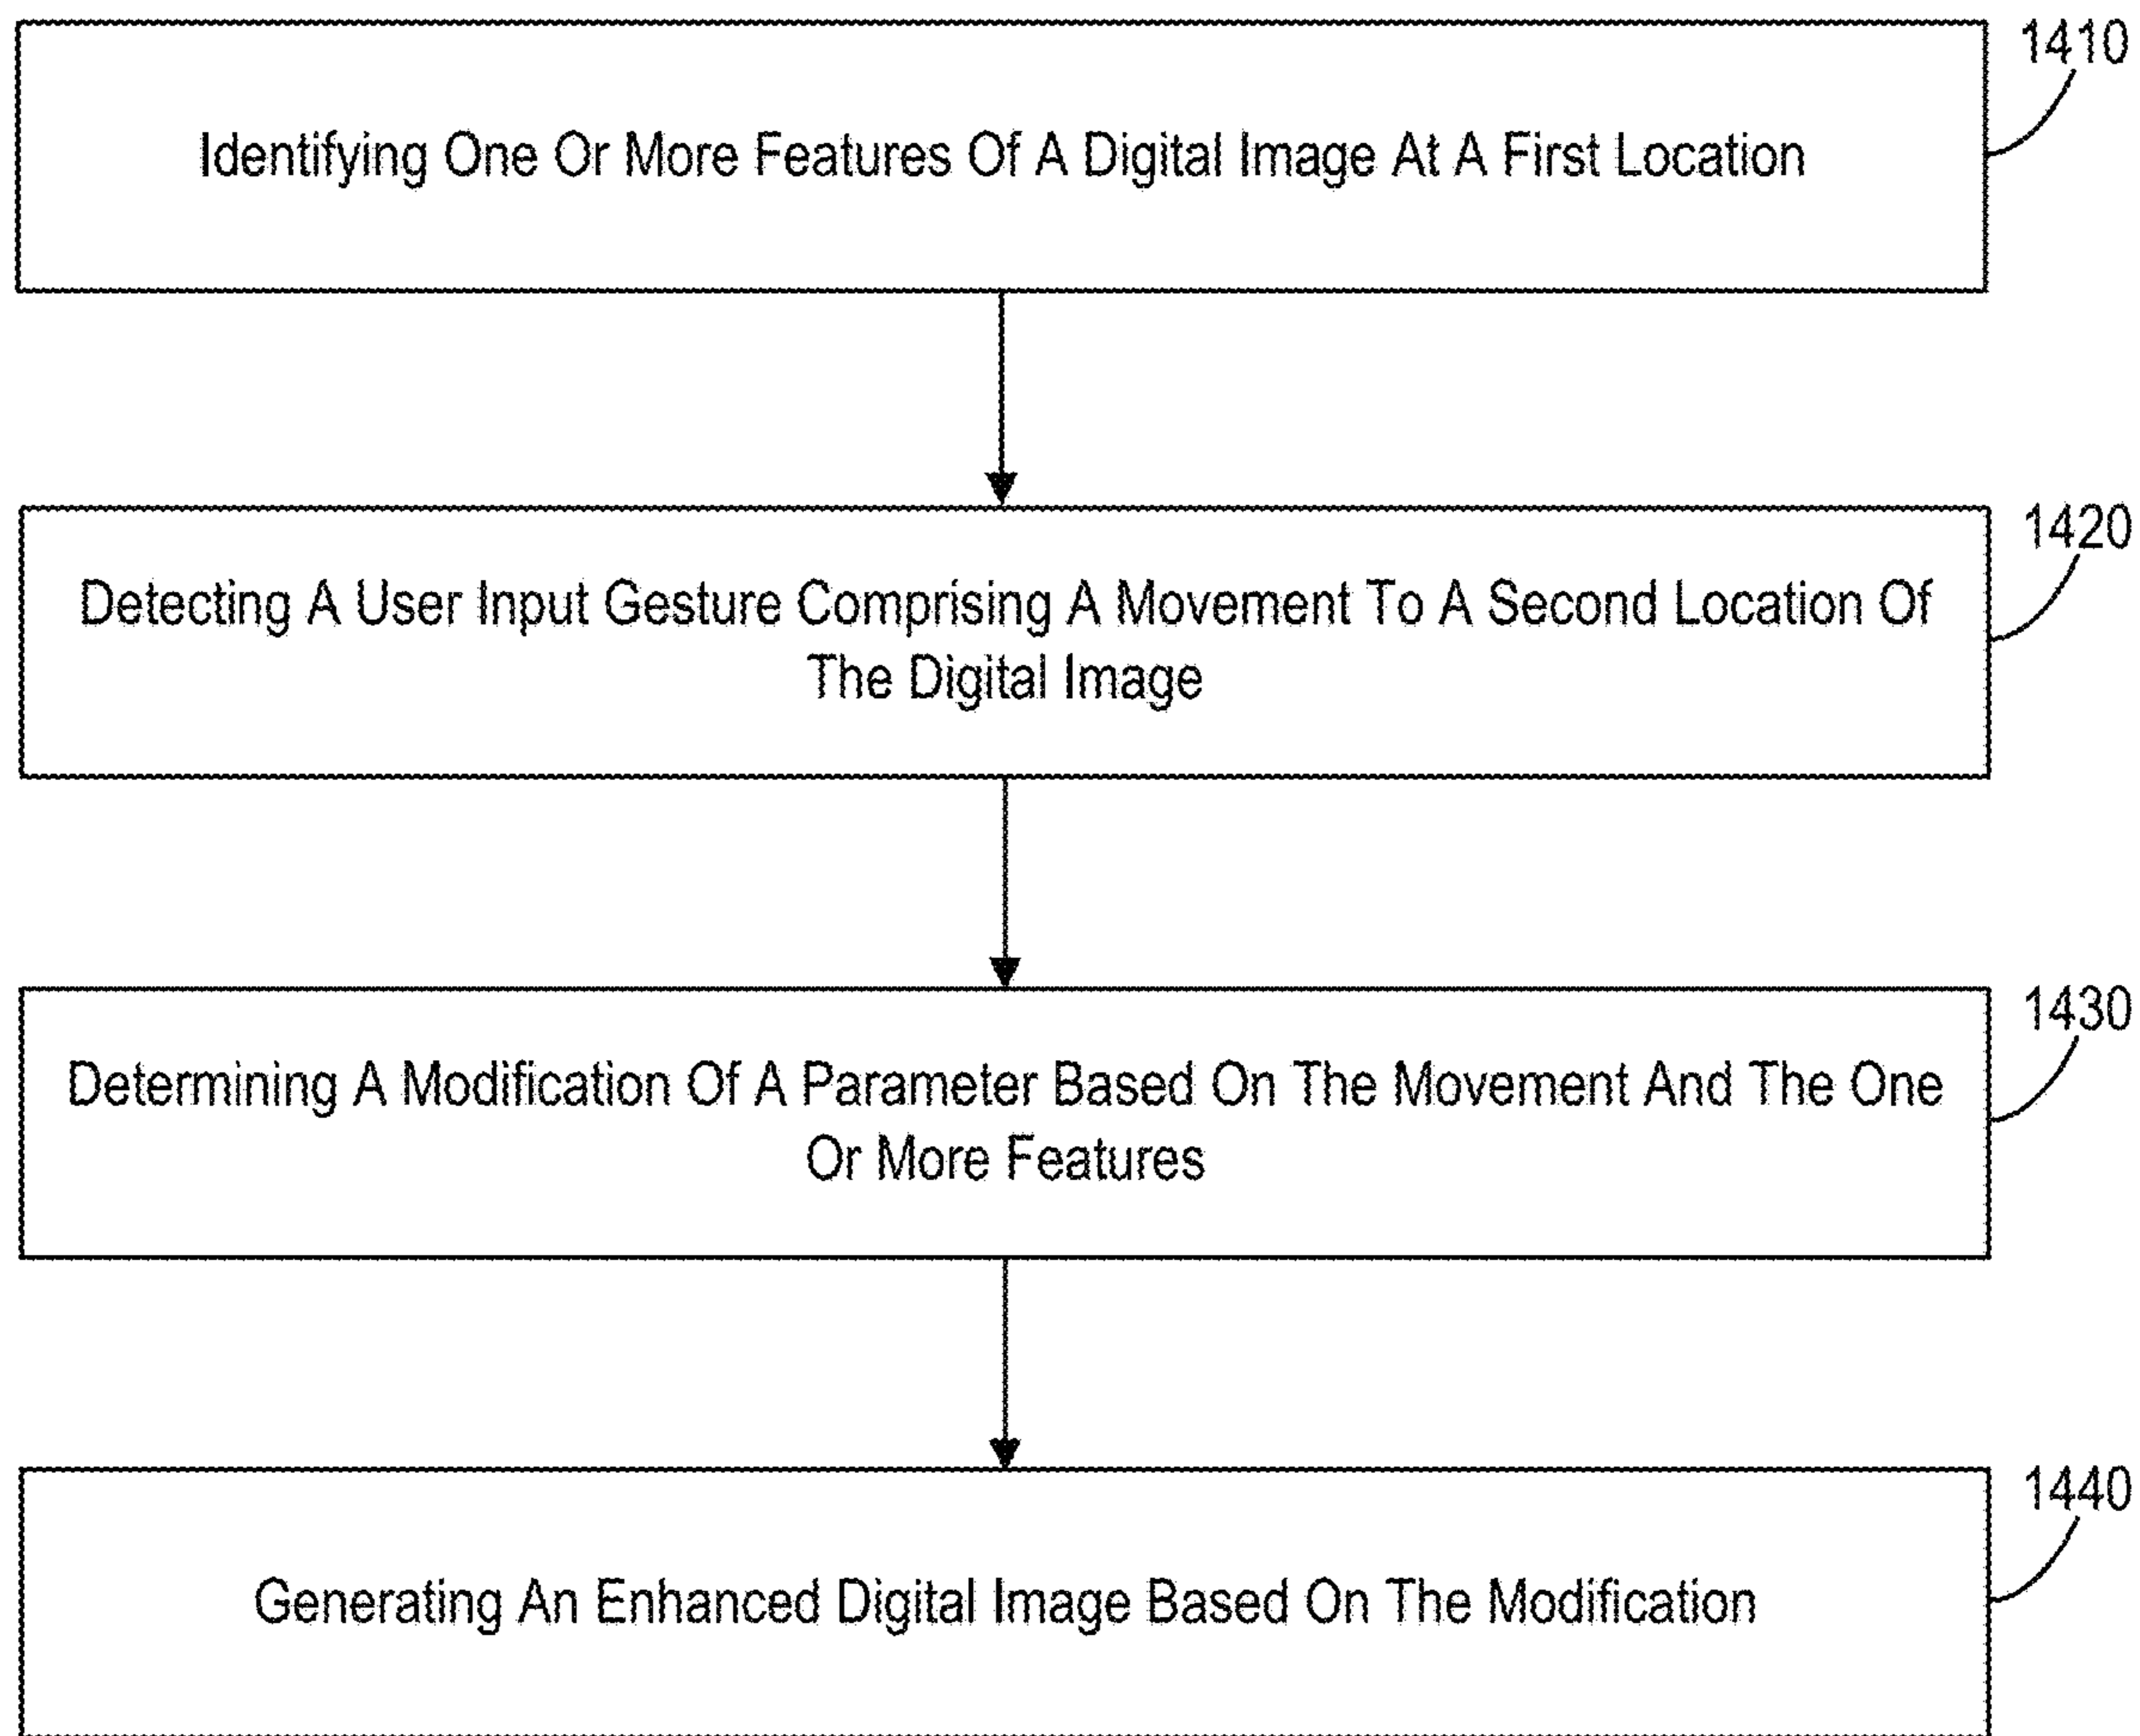 1410
Identifying One Or More Features Of A Digital Image At A First Location
1420
Detecting A User Input Gesture Comprising A Movement To A Second Location Of
The Digital Image
1430
Determining A Modification Of A Parameter Based On The Movement And The One
Or More Features
1440
Generating An Enhanced Digital Image Based On The Modification